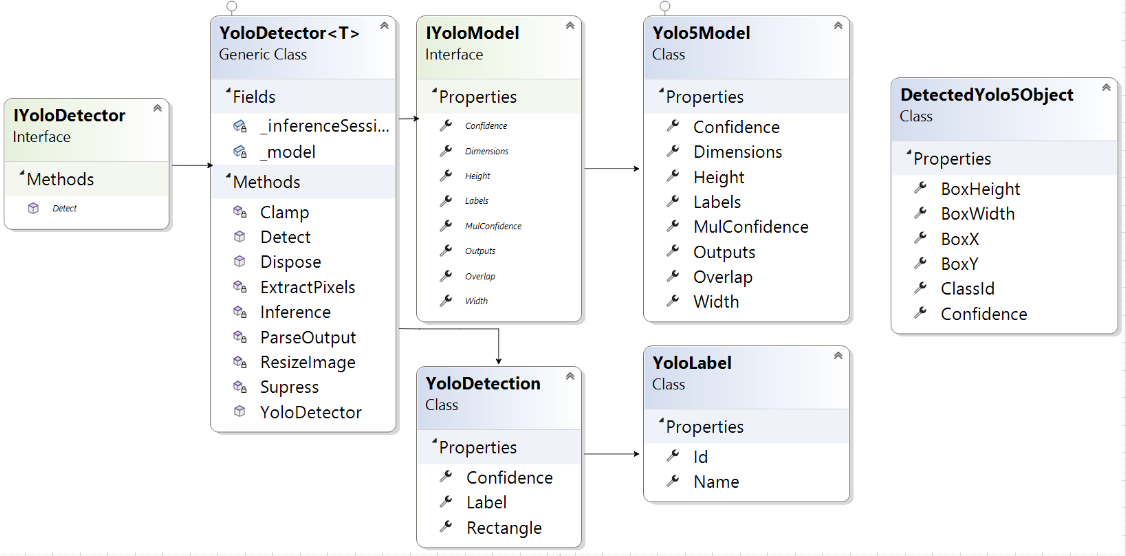 IYoloDetector
Interface
Methods
Detect
YoloDetector<T>
Generic Class
Fields
_inferenceSessi...
_model
Methods
Clamp
Detect
Dispose
ExtractPixels
Inference
ParseOutput
ResizeImage
Supress
YoloDetector
IYoloModel
Interface
Properties
Confidence
Dimensions
Height
Labels
MulConfidence
Outputs
Overlap
Width
YoloDetection
Class
Properties
Confidence
Label
Rectangle
Yolo5Model
Class
Properties
Confidence
Dimensions
Height
Labels
MulConfidence
Outputs
Overlap
Width
YoloLabel
Class
Properties
Id
Name
DetectedYolo5Object
Class
Properties
BoxHeight
BoxWidth
BoxX
BoxY
ClassId
Confidence